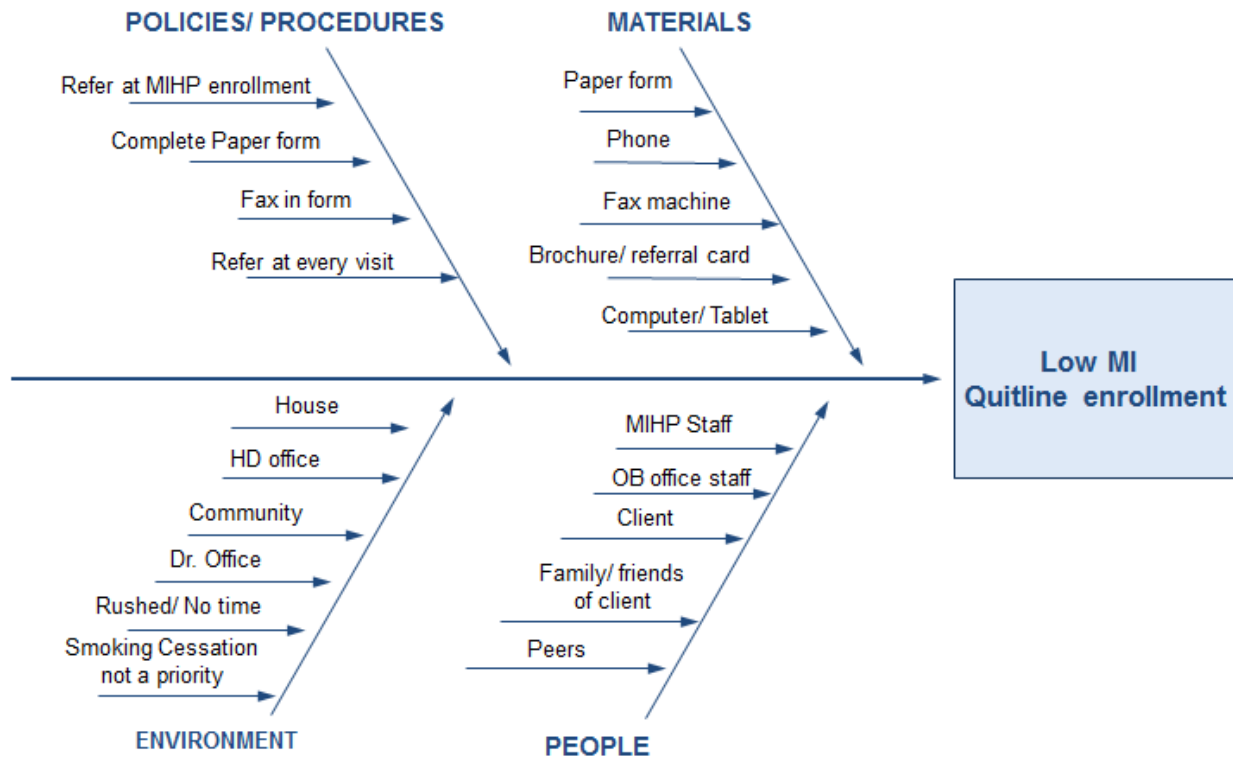 POLICIES/ PROCEDURES
Refer at MIHP enrollment
Complete Paper form
Fax in form
Refer at every visit
MATERIALS
Paper form
Phone
Fax machine
Brochure/ referral card
Computer/ Tablet
Low MI
Quitline enrollment
House
HD office
Community
Dr. Office
Rushed/ No time
Smoking Cessation
not a priority
ENVIRONMENT
MIHP Staff
OB office staff
Client
Family/ friends
of client
Peers
PEOPLE